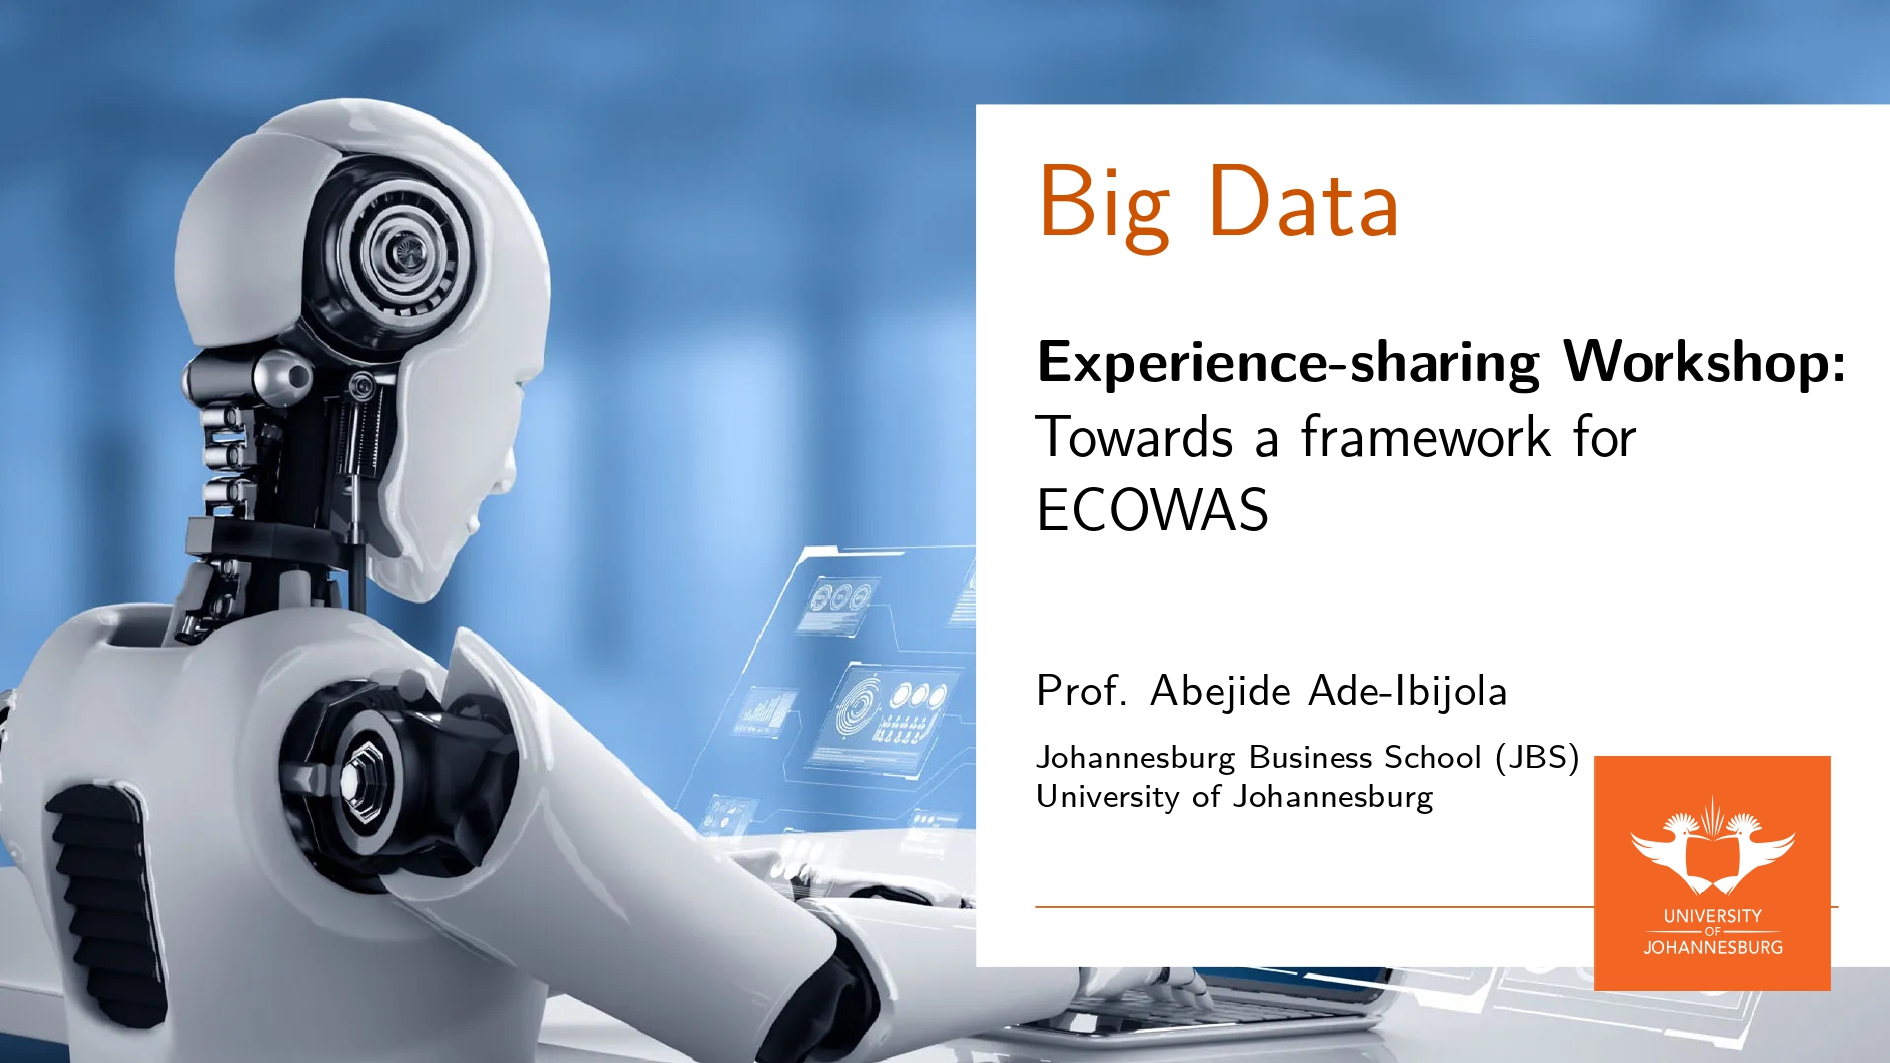 Big Data
Experience-sharing Workshop:
Towards a framework for
ECOWAS
Prof. Abejide Ade-Ibijola
Johannesburg Business School (JBS)
University of Johannesburg
UNIVERSITY
OF
JOHANNESBURG